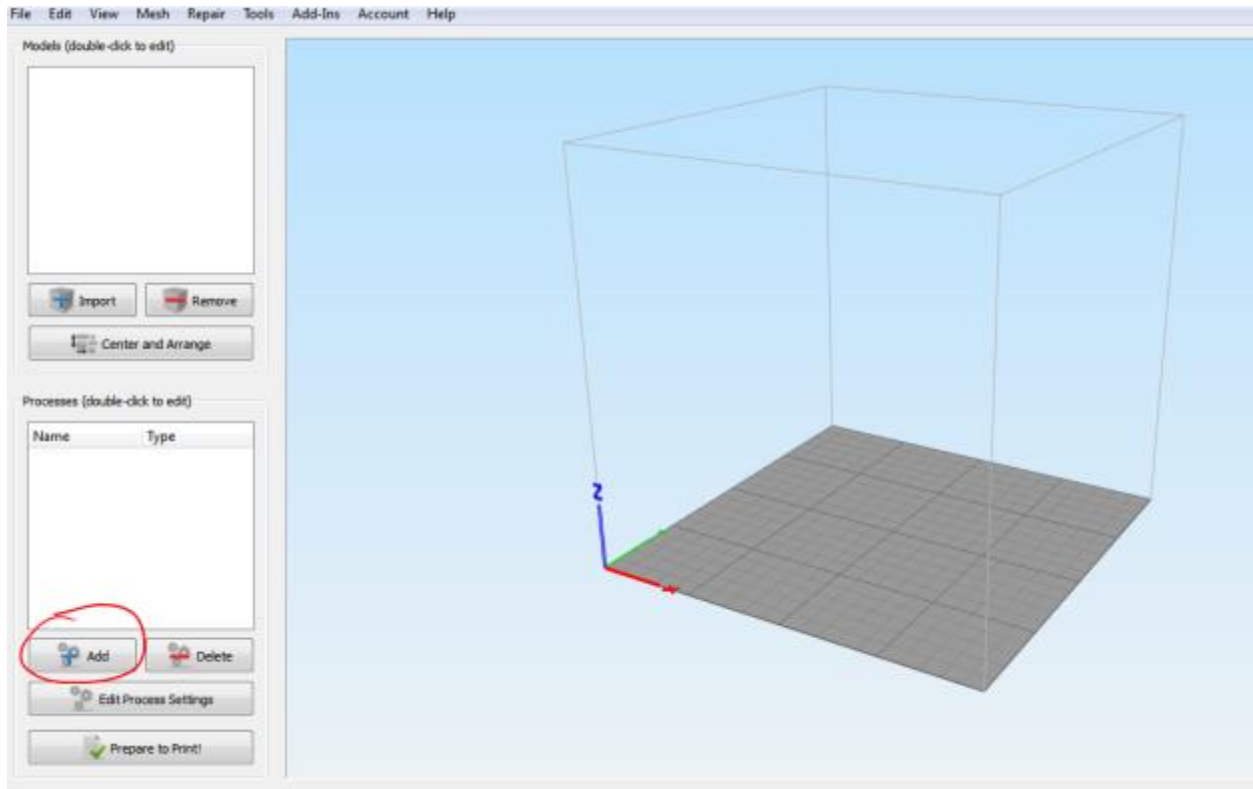 File Edit View Mesh Repair Tools Add-Ins Account Help
Models (double-click to edit)
Import Remove
Center and Arrange
Processes (double-click to edit)
Name Type
Add Delete
Edit Process Settings
Prepare to Print!
Z